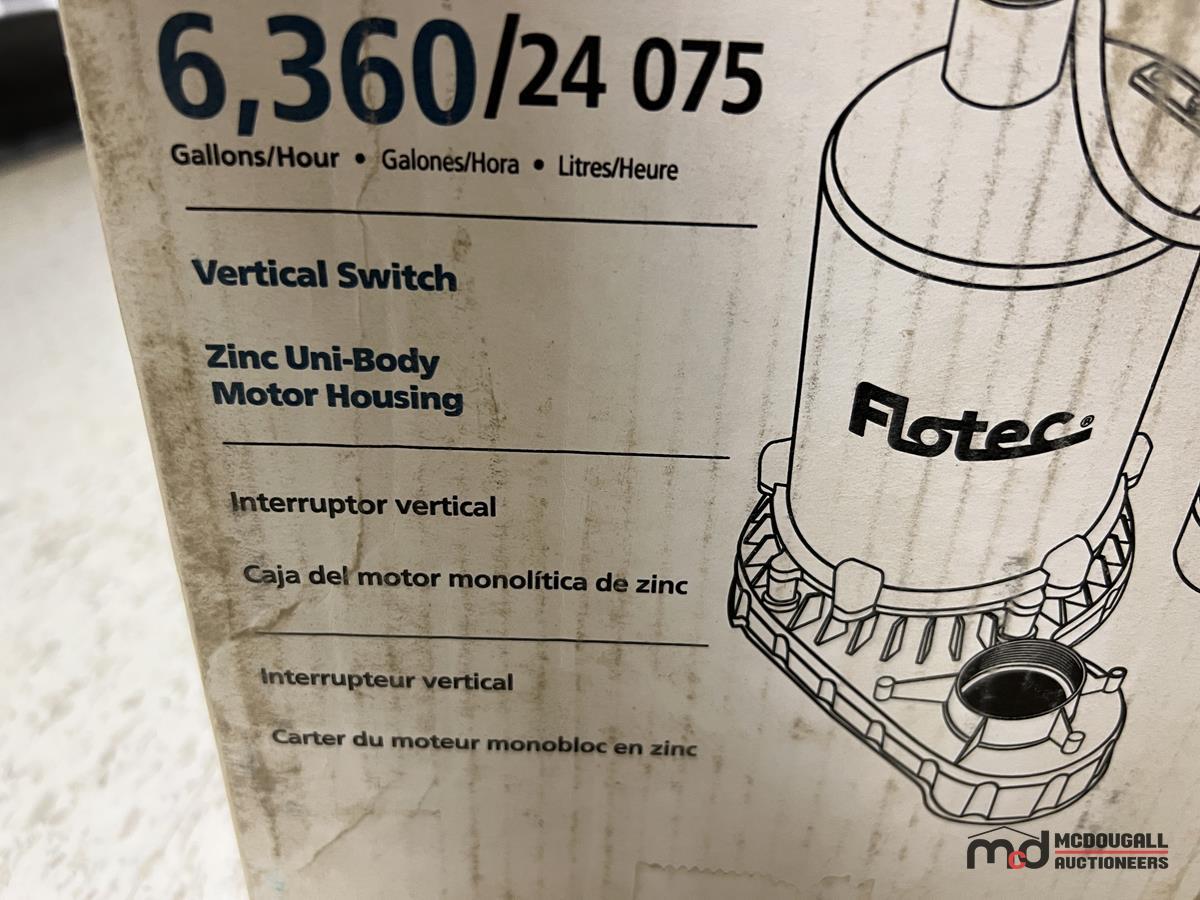 6,360/24 075
Gallons/Hour • Galones/Hora • Litres/Heure
Vertical Switch
Zinc Uni-Body
Motor Housing
Interruptor vertical
Caja del motor monolítica de zinc
Interrupteur vertical
Carter du moteur monobloc en zinc
Flotec®
mcd MCDOUGALL
AUCTIONEERS